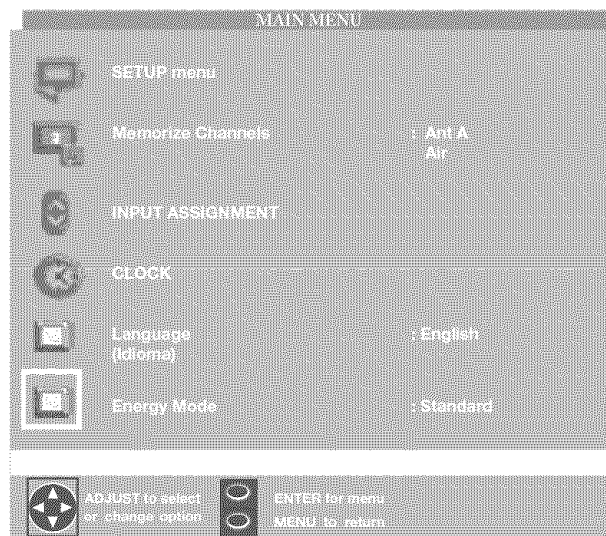 MAIN MENU
SETUP menu
Memorize Channels : Ant A
Air
INPUT ASSIGNMENT
CLOCK
Language : English
(Idioma)
Energy Mode : Standard
ADJUST to select ENTER for menu
or change option MENU to return